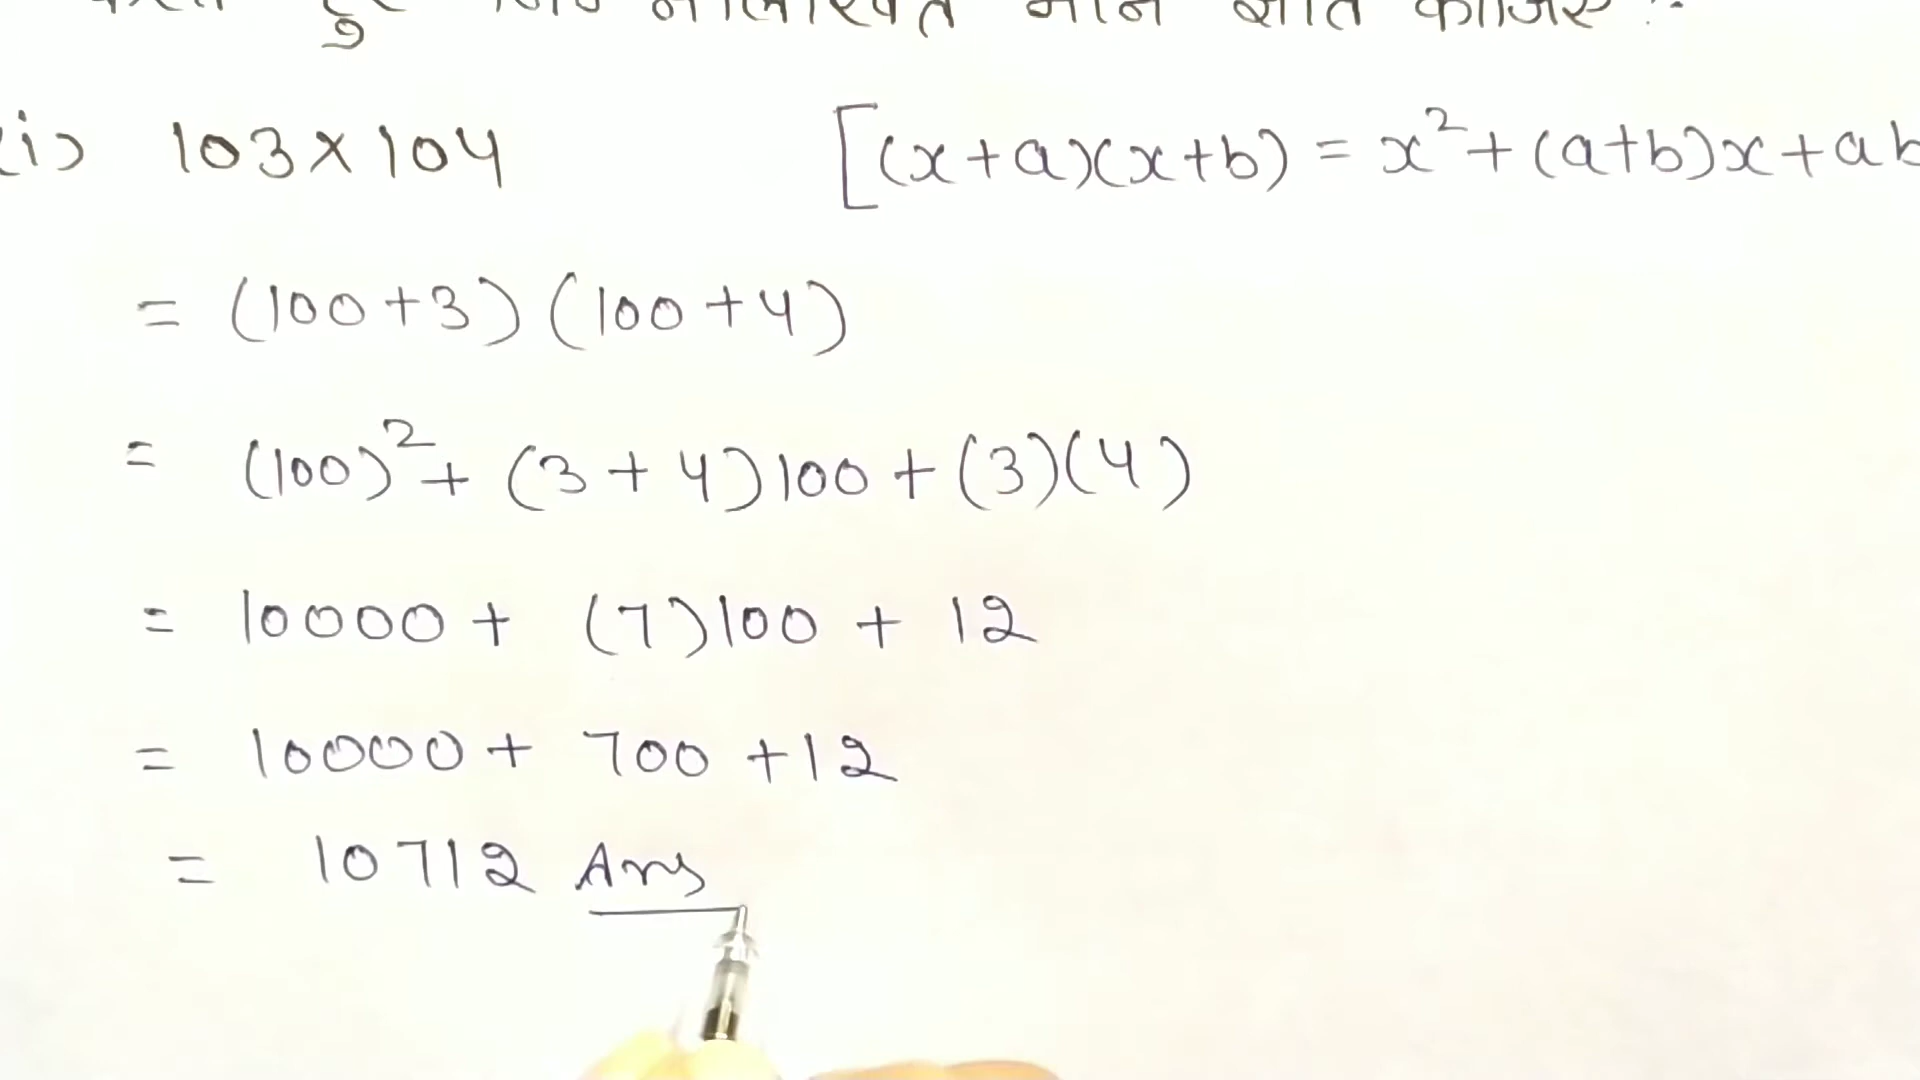 मान ज्ञात कीजिए :-
(i) 103×104 [(x+a)(x+b) = x²+(a+b)x+ab
= (100+3)(100+4)
= (100)²+(3+4)100+(3)(4)
= 10000+ (7)100 + 12
= 10000+ 700 +12
= 10712 Ans